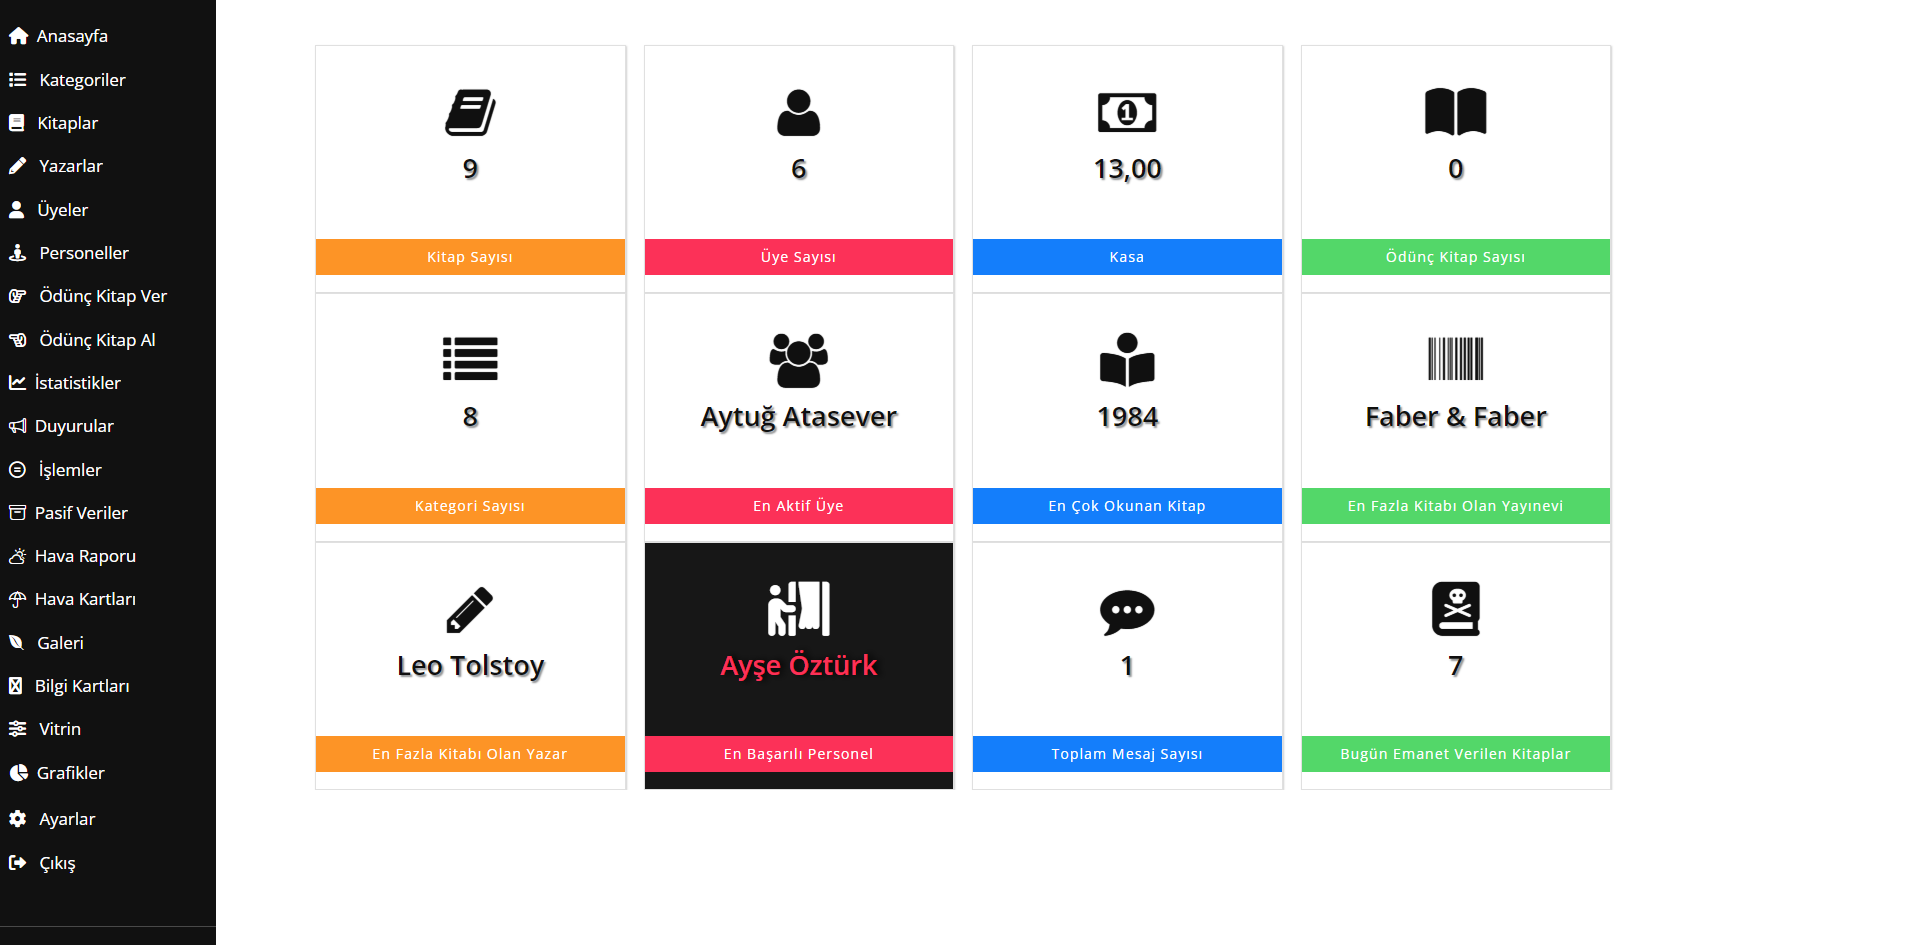 Anasayfa
Kategoriler
Kitaplar
Yazarlar
Üyeler
Personeller
Ödünç Kitap Ver
Ödünç Kitap Al
İstatistikler
Duyurular
İşlemler
Pasif Veriler
Hava Raporu
Hava Kartları
Galeri
Bilgi Kartları
Vitrin
Grafikler
Ayarlar
Çıkış
9
Kitap Sayısı
6
Üye Sayısı
1
13,00
Kasa
0
Ödünç Kitap Sayısı
8
Kategori Sayısı
Aytuğ Atasever
En Aktif Üye
1984
En Çok Okunan Kitap
Faber & Faber
En Fazla Kitabı Olan Yayınevi
Leo Tolstoy
En Fazla Kitabı Olan Yazar
Ayşe Öztürk
En Başarılı Personel
1
Toplam Mesaj Sayısı
7
Bugün Emanet Verilen Kitaplar